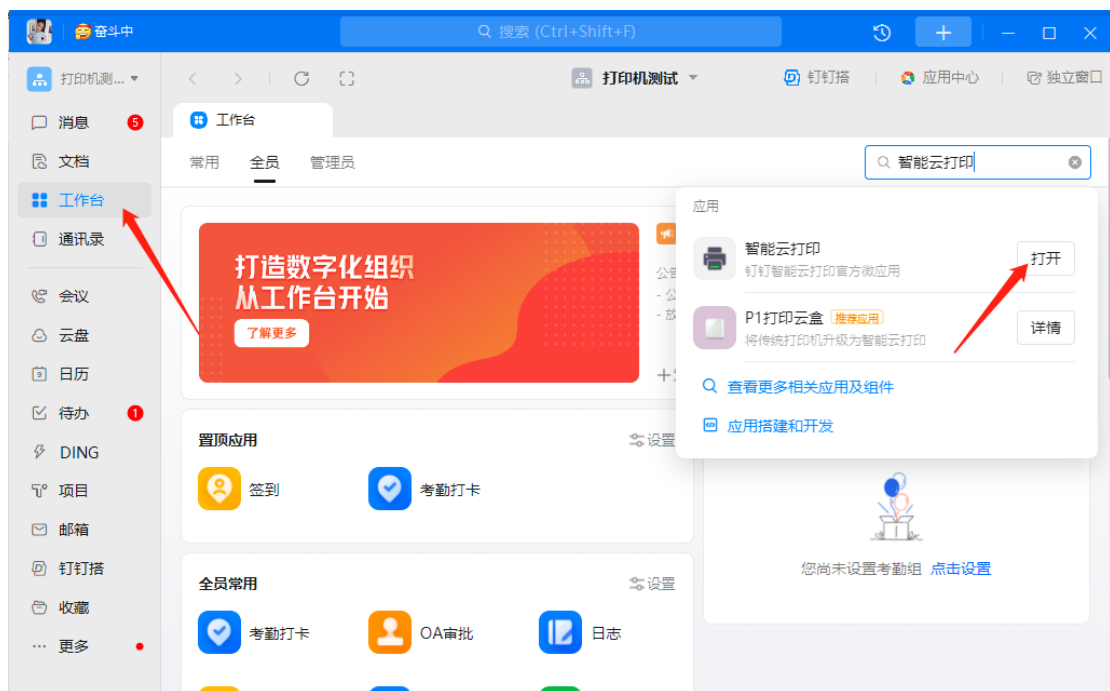 奋斗中
搜索 (Ctrl+Shift+F)
打印机测...
打印机测试
钉钉搭
应用中心
独立窗口
消息 5
文档
工作台
通讯录
会议
云盘
9 日历
待办 1
DING
项目
邮箱
钉钉搭
收藏
更多
工作台
常用 全员 管理员
智能云打印
打造数字化组织
从工作台开始
了解更多
应用
智能云打印
钉钉智能云打印官方微应用
打开
P1打印云盒 推荐应用
将传统打印机升级为智能云打印
详情
查看更多相关应用及组件
应用搭建和开发
置顶应用 设置
签到 考勤打卡
您尚未设置考勤组 点击设置
全员常用 设置
考勤打卡 OA审批 日志